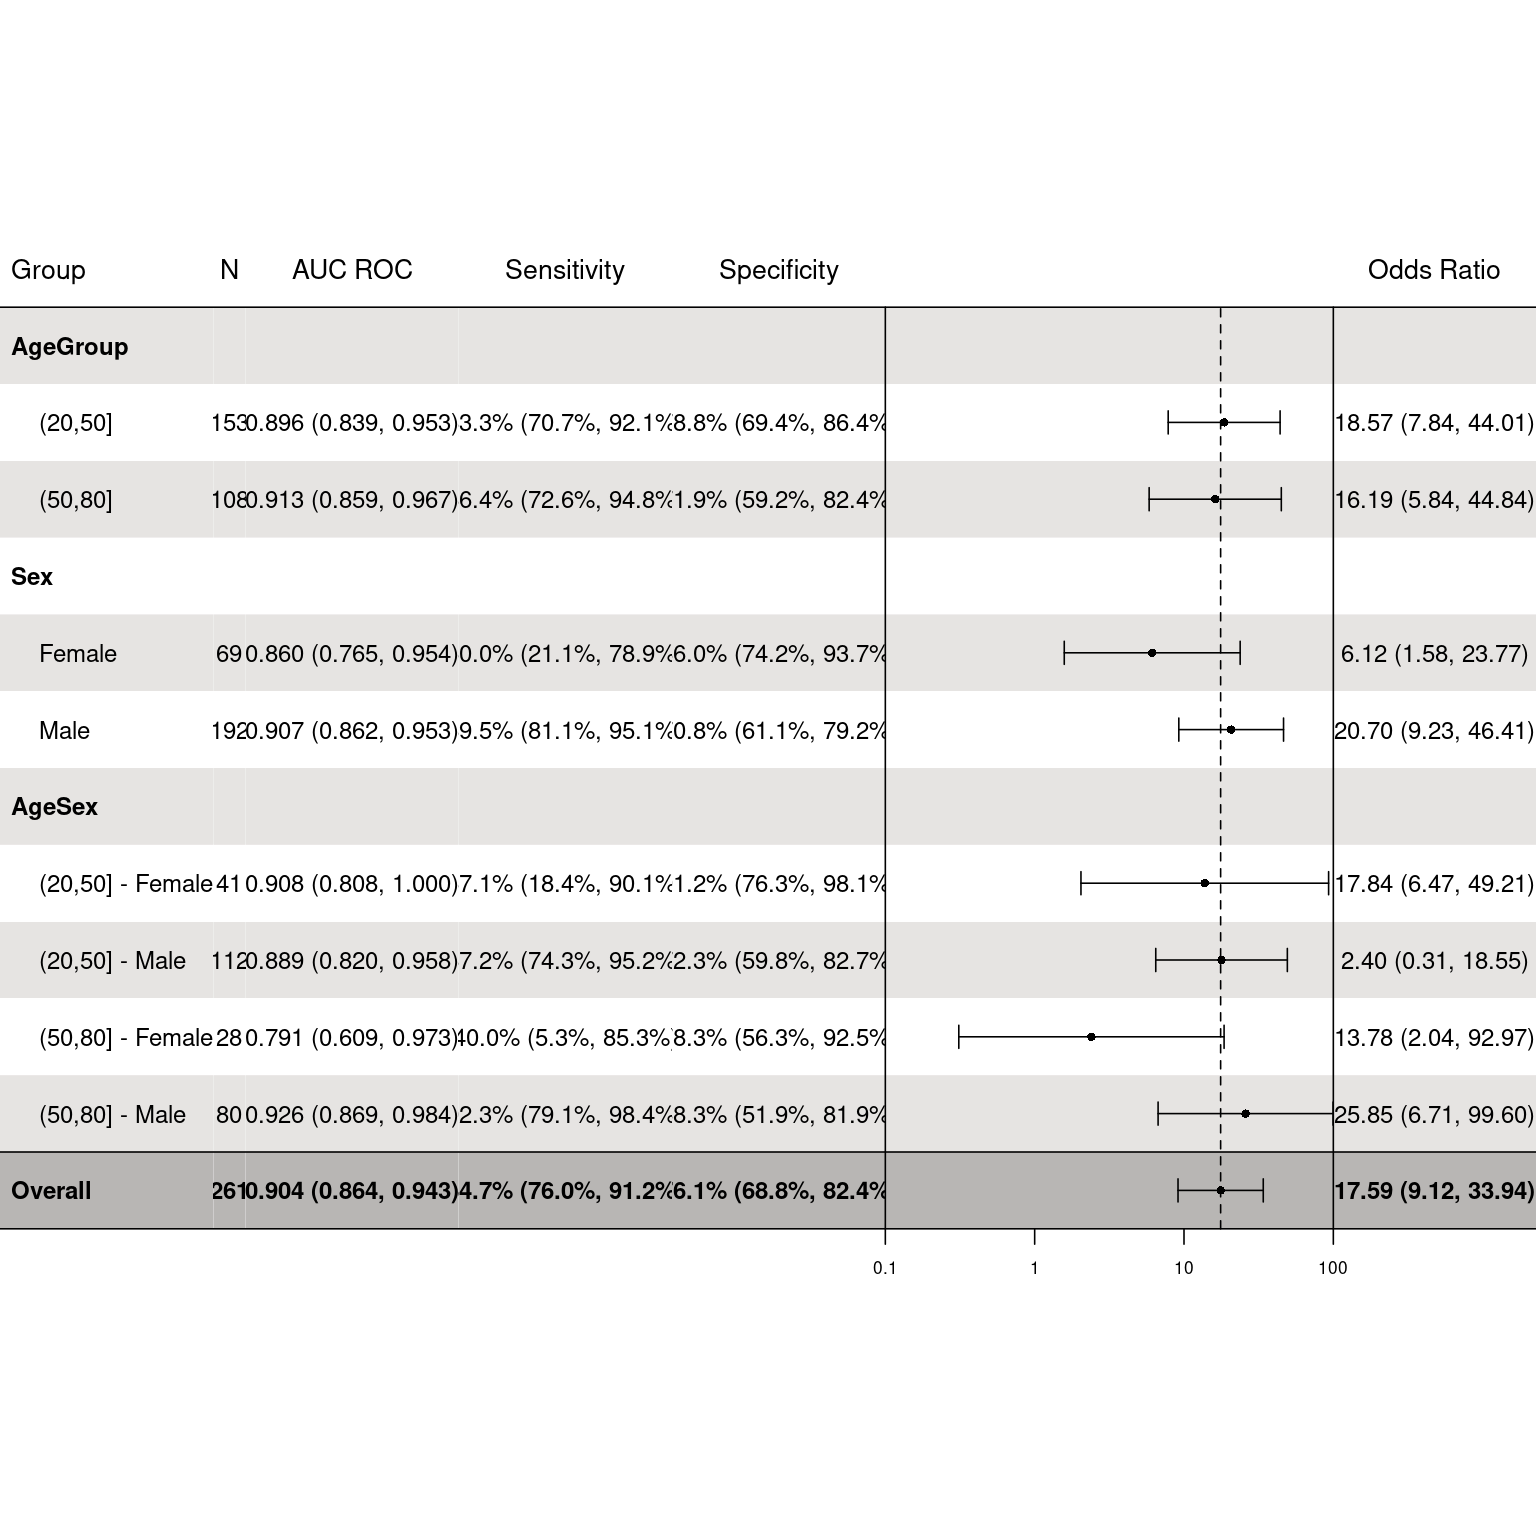 Group N AUC ROC Sensitivity Specificity Odds Ratio
AgeGroup
(20,50] 153 0.896 (0.839, 0.953) 3.3% (70.7%, 92.1% 8.8% (69.4%, 86.4% 18.57 (7.84, 44.01)
(50,80] 108 0.913 (0.859, 0.967) 6.4% (72.6%, 94.8% 1.9% (59.2%, 82.4% 16.19 (5.84, 44.84)
Sex
Female 69 0.860 (0.765, 0.954) 0.0% (21.1%, 78.9% 6.0% (74.2%, 93.7% 6.12 (1.58, 23.77)
Male 192 0.907 (0.862, 0.953) 9.5% (81.1%, 95.1% 0.8% (61.1%, 79.2% 20.70 (9.23, 46.41)
AgeSex
(20,50] - Female 41 0.908 (0.808, 1.000) 7.1% (18.4%, 90.1% 1.2% (76.3%, 98.1% 17.84 (6.47, 49.21)
(20,50] - Male 112 0.889 (0.820, 0.958) 7.2% (74.3%, 95.2% 2.3% (59.8%, 82.7% 2.40 (0.31, 18.55)
(50,80] - Female 28 0.791 (0.609, 0.973) 40.0% (5.3%, 85.3%) 8.3% (56.3%, 92.5% 13.78 (2.04, 92.97)
(50,80] - Male 80 0.926 (0.869, 0.984) 2.3% (79.1%, 98.4% 8.3% (51.9%, 81.9% 25.85 (6.71, 99.60)
Overall 261 0.904 (0.864, 0.943) 4.7% (76.0%, 91.2% 6.1% (68.8%, 82.4% 17.59 (9.12, 33.94)
0.1 1 10 100